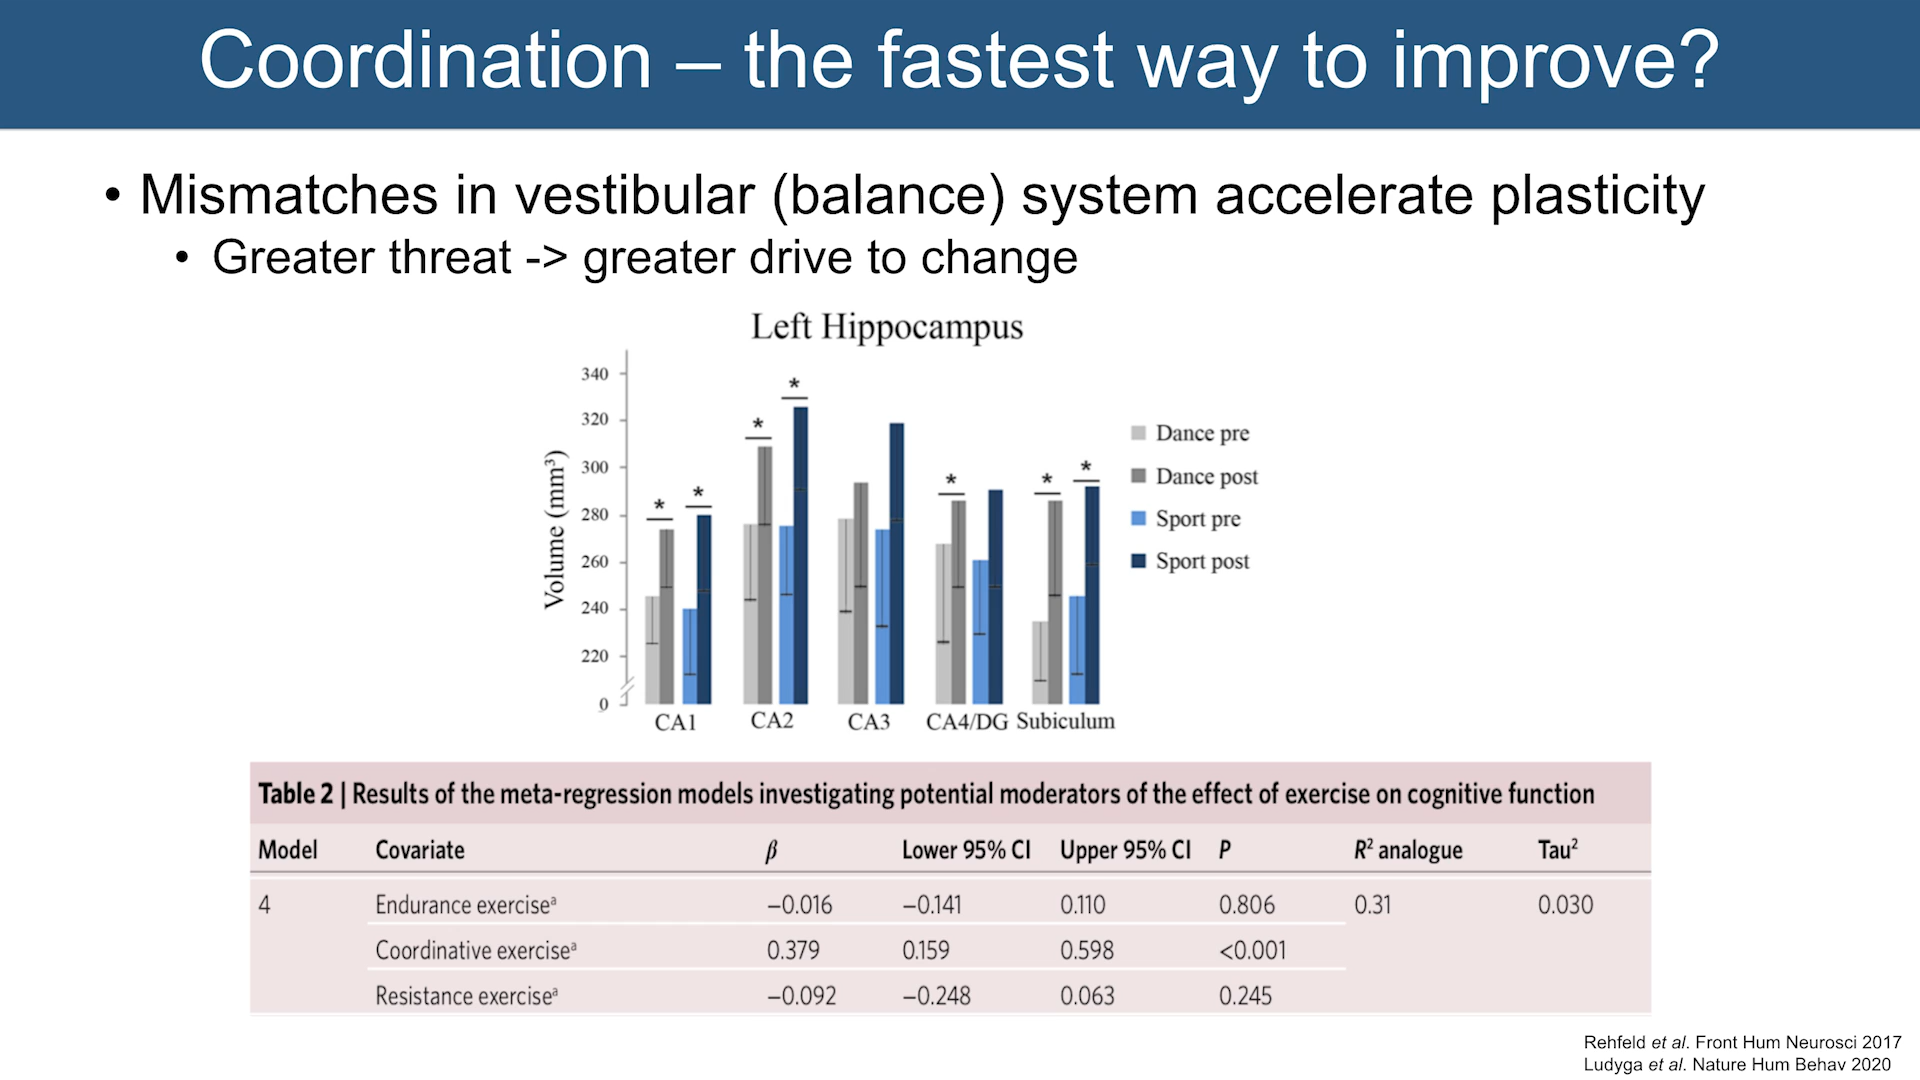 Coordination – the fastest way to improve?
• Mismatches in vestibular (balance) system accelerate plasticity
• Greater threat -> greater drive to change
Left Hippocampus
Volume (mm³)
340
320
300
280
260
240
220
0
* * * * * * *
CA1 CA2 CA3 CA4/DG Subiculum
Dance pre
Dance post
Sport pre
Sport post
Table 2 | Results of the meta-regression models investigating potential moderators of the effect of exercise on cognitive function
Model Covariate β Lower 95% CI Upper 95% CI P R² analogue Tau²
4 Endurance exerciseᵃ −0.016 −0.141 0.110 0.806 0.31 0.030
Coordinative exerciseᵃ 0.379 0.159 0.598 <0.001
Resistance exerciseᵃ −0.092 −0.248 0.063 0.245
Rehfeld et al. Front Hum Neurosci 2017
Ludyga et al. Nature Hum Behav 2020